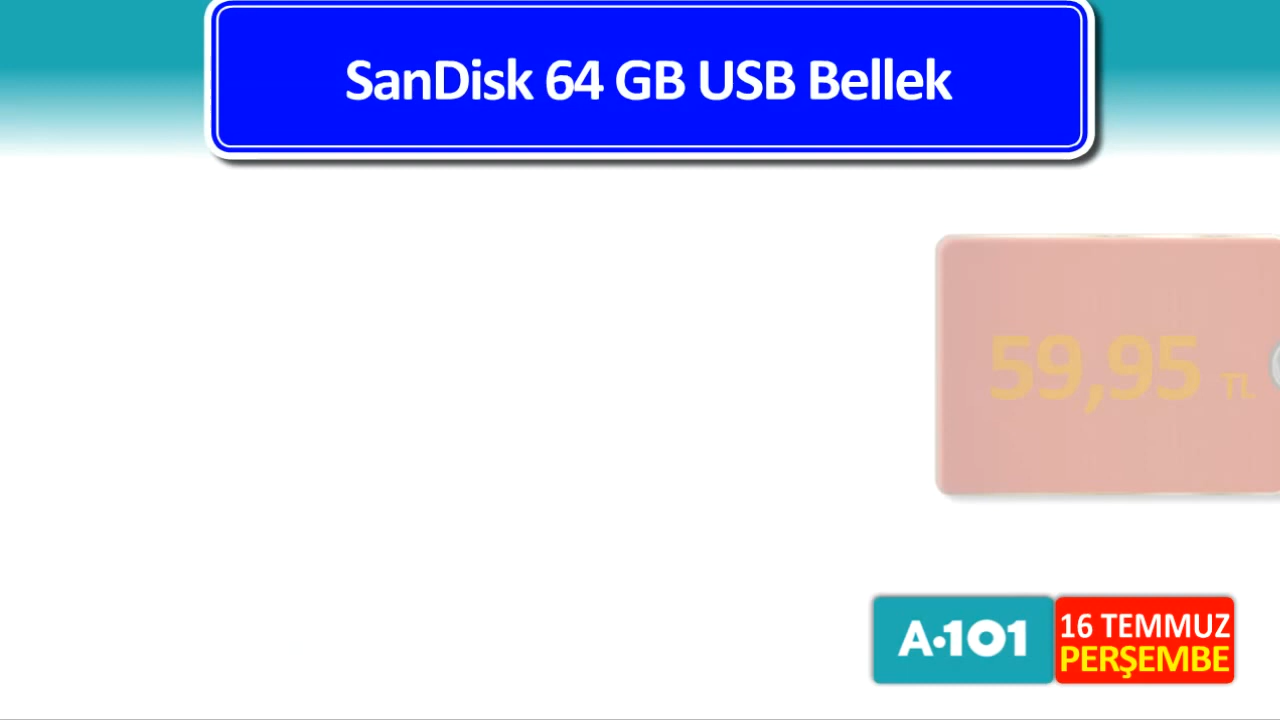 SanDisk 64 GB USB Bellek
59,95 TL
A•101
16 TEMMUZ
PERŞEMBE